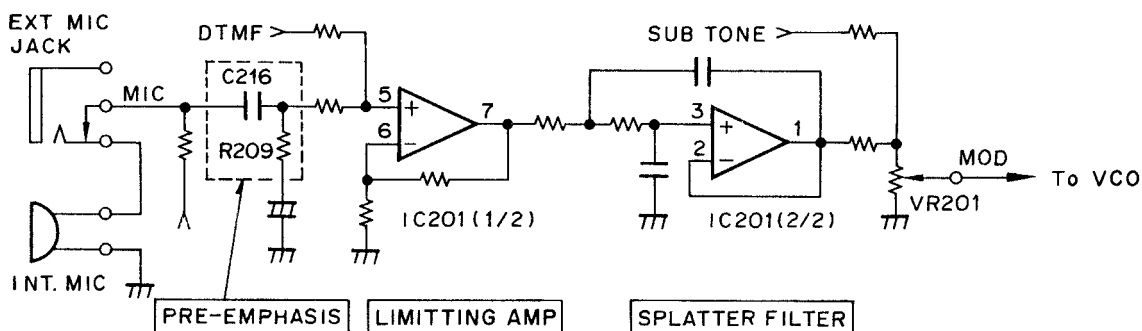 EXT MIC
JACK
DTMF
SUB TONE
C216
MIC
5
+
7
3
+
1
6
-
2
-
R209
MOD
To VCO
VR201
IC201(1/2)
IC201(2/2)
INT. MIC
PRE-EMPHASIS
LIMITTING AMP
SPLATTER FILTER